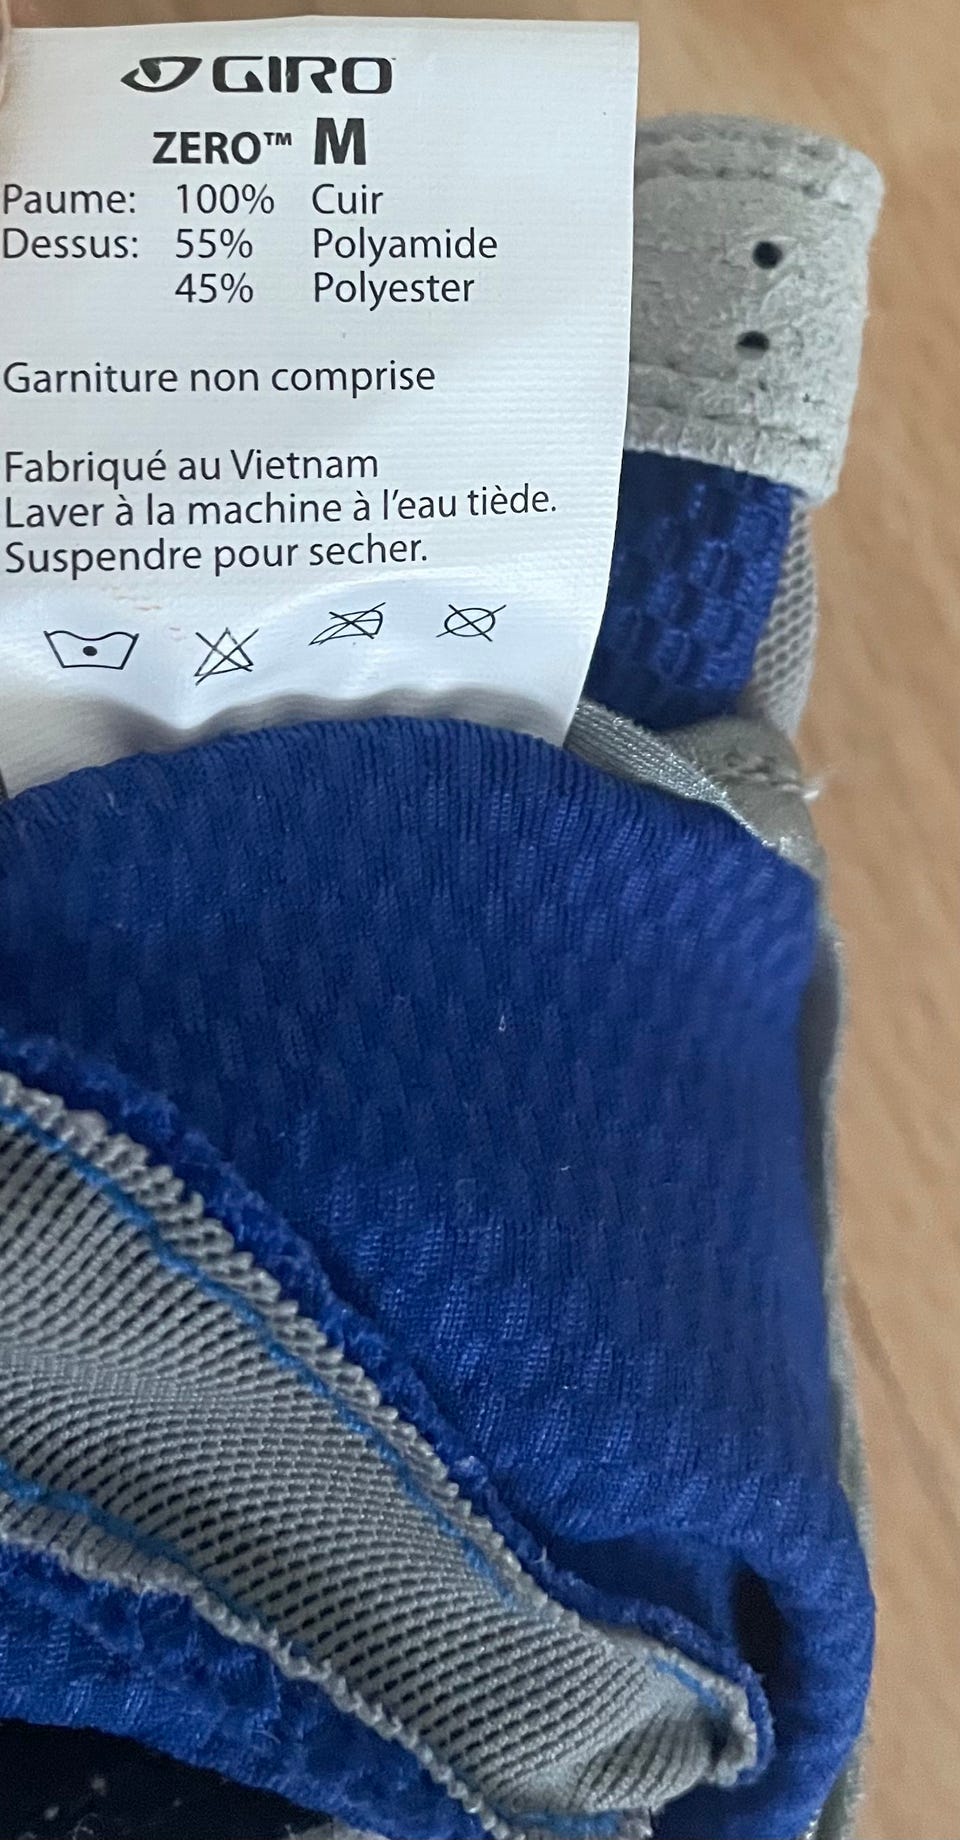 GIRO
ZERO™ M
Paume: 100% Cuir
Dessus: 55% Polyamide
45% Polyester
Garniture non comprise
Fabriqué au Vietnam
Laver à la machine à l'eau tiède.
Suspendre pour secher.